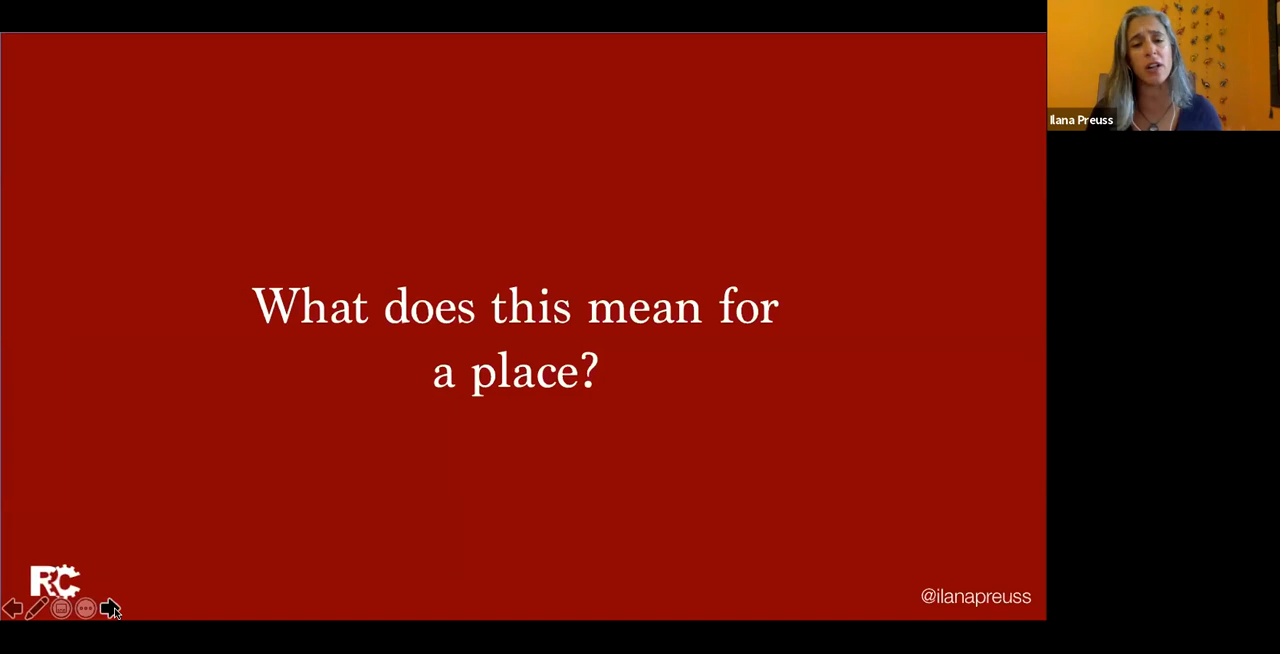 Ilana Preuss
What does this mean for
a place?
RC
@ilanapreuss